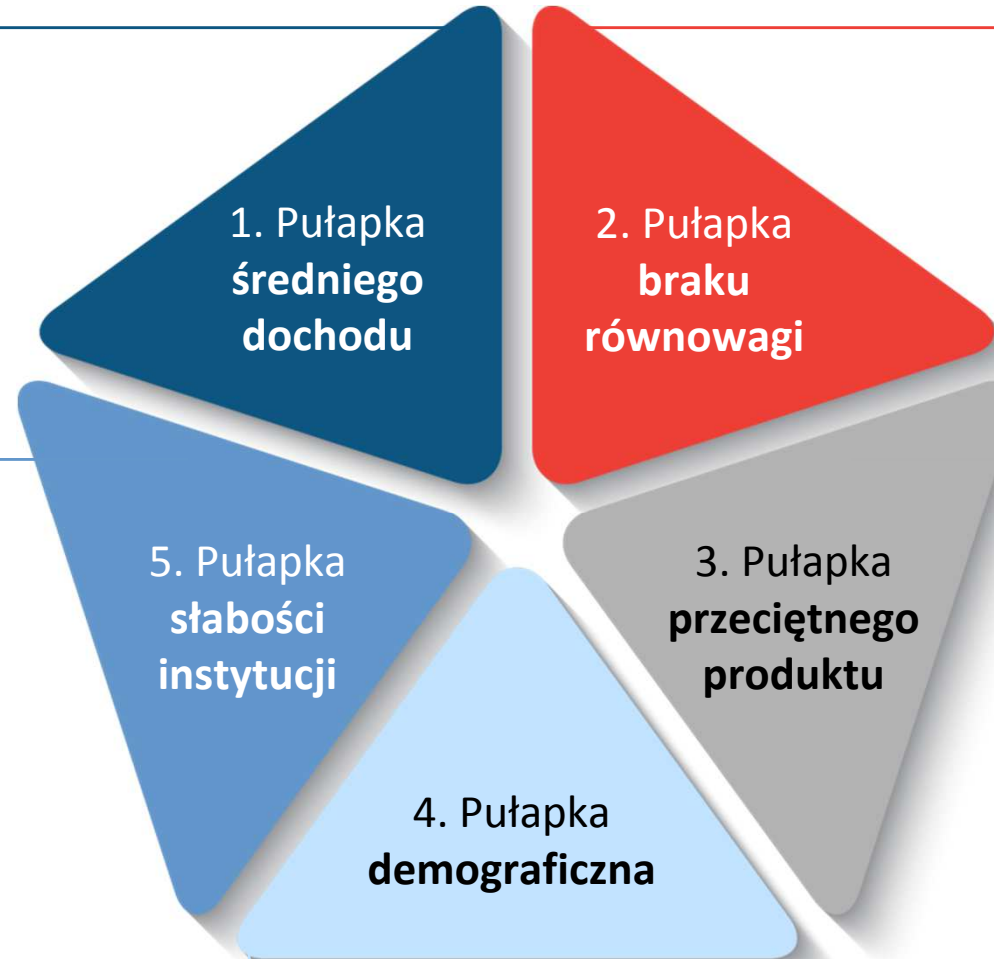 1. Pułapka
średniego
dochodu
2. Pułapka
braku
równowagi
3. Pułapka
przeciętnego
produktu
4. Pułapka
demograficzna
5. Pułapka
słabości
instytucji